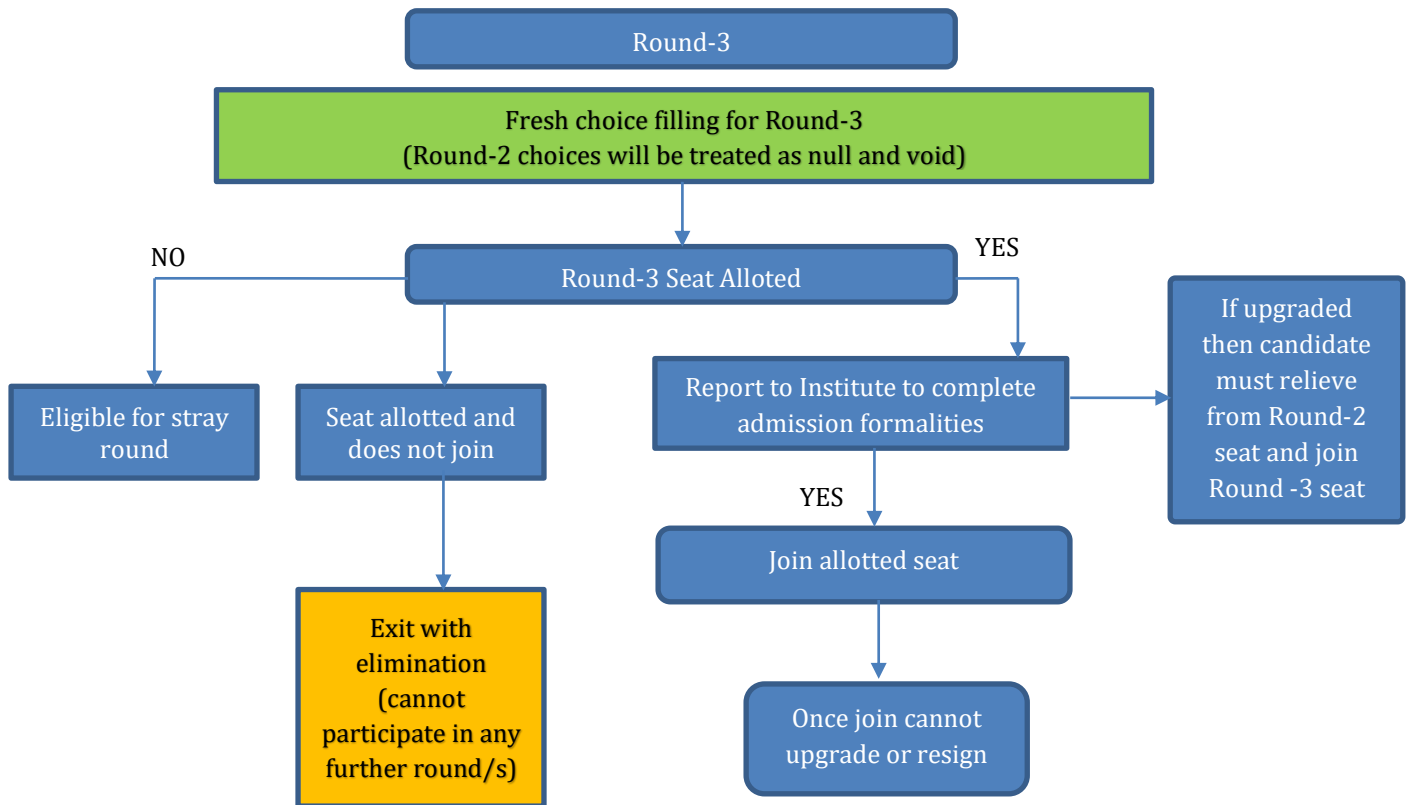 Round-3
Fresh choice filling for Round-3
(Round-2 choices will be treated as null and void)
NO
YES
Round-3 Seat Alloted
If upgraded
then candidate
must relieve
from Round-2
seat and join
Round -3 seat
Eligible for stray
round
Seat allotted and
does not join
Report to Institute to complete
admission formalities
YES
Join allotted seat
Exit with
elimination
(cannot
participate in any
further round/s)
Once join cannot
upgrade or resign